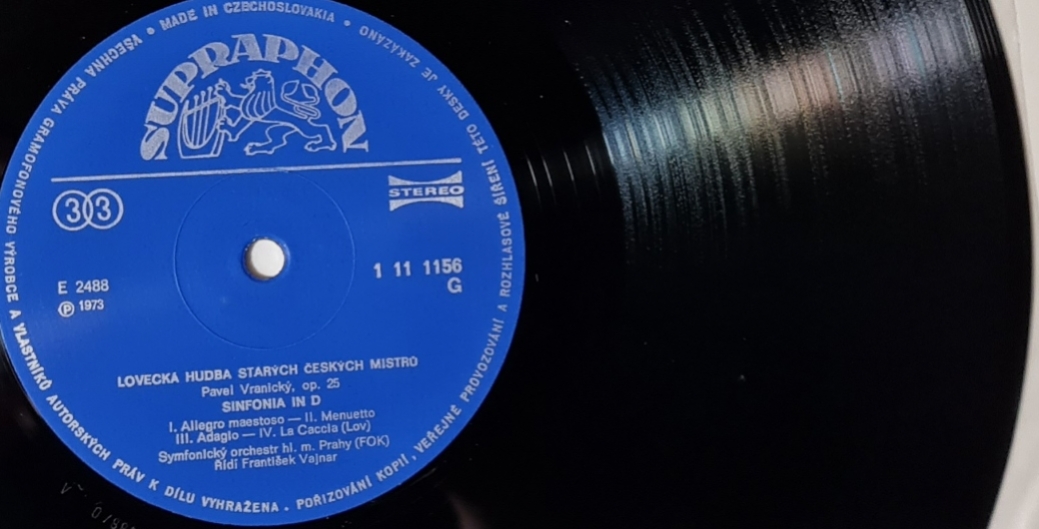 VŠECHNA PRÁVA GRAMOFONOVÉHO VÝROBCE A VLASTNÍKŮ AUTORSKÝCH PRÁV K DÍLU VYHRAŽENA . POŘIZOVÁNÍ KOPIÍ, VEŘEJNÉ PROVOZOVÁNÍ A ROZHLASOVÉ ŠÍŘENÍ TÉTO DESKY JE ZAKÁZÁNO • MADE IN CZECHOSLOVAKIA •
SUPRAPHON
33
STEREO
E 2488
℗ 1973
1 11 1156
G
LOVECKA HUDBA STARÝCH ČESKÝCH MISTRO
Pavel Vranický, op. 25
SINFONIA IN D
I. Allegro maestoso — II. Menuetto
III. Adagio — IV. La Caccia (Lov)
Symfonický orchestr hl. m. Prahy (FOK)
Řídí František Vajnar